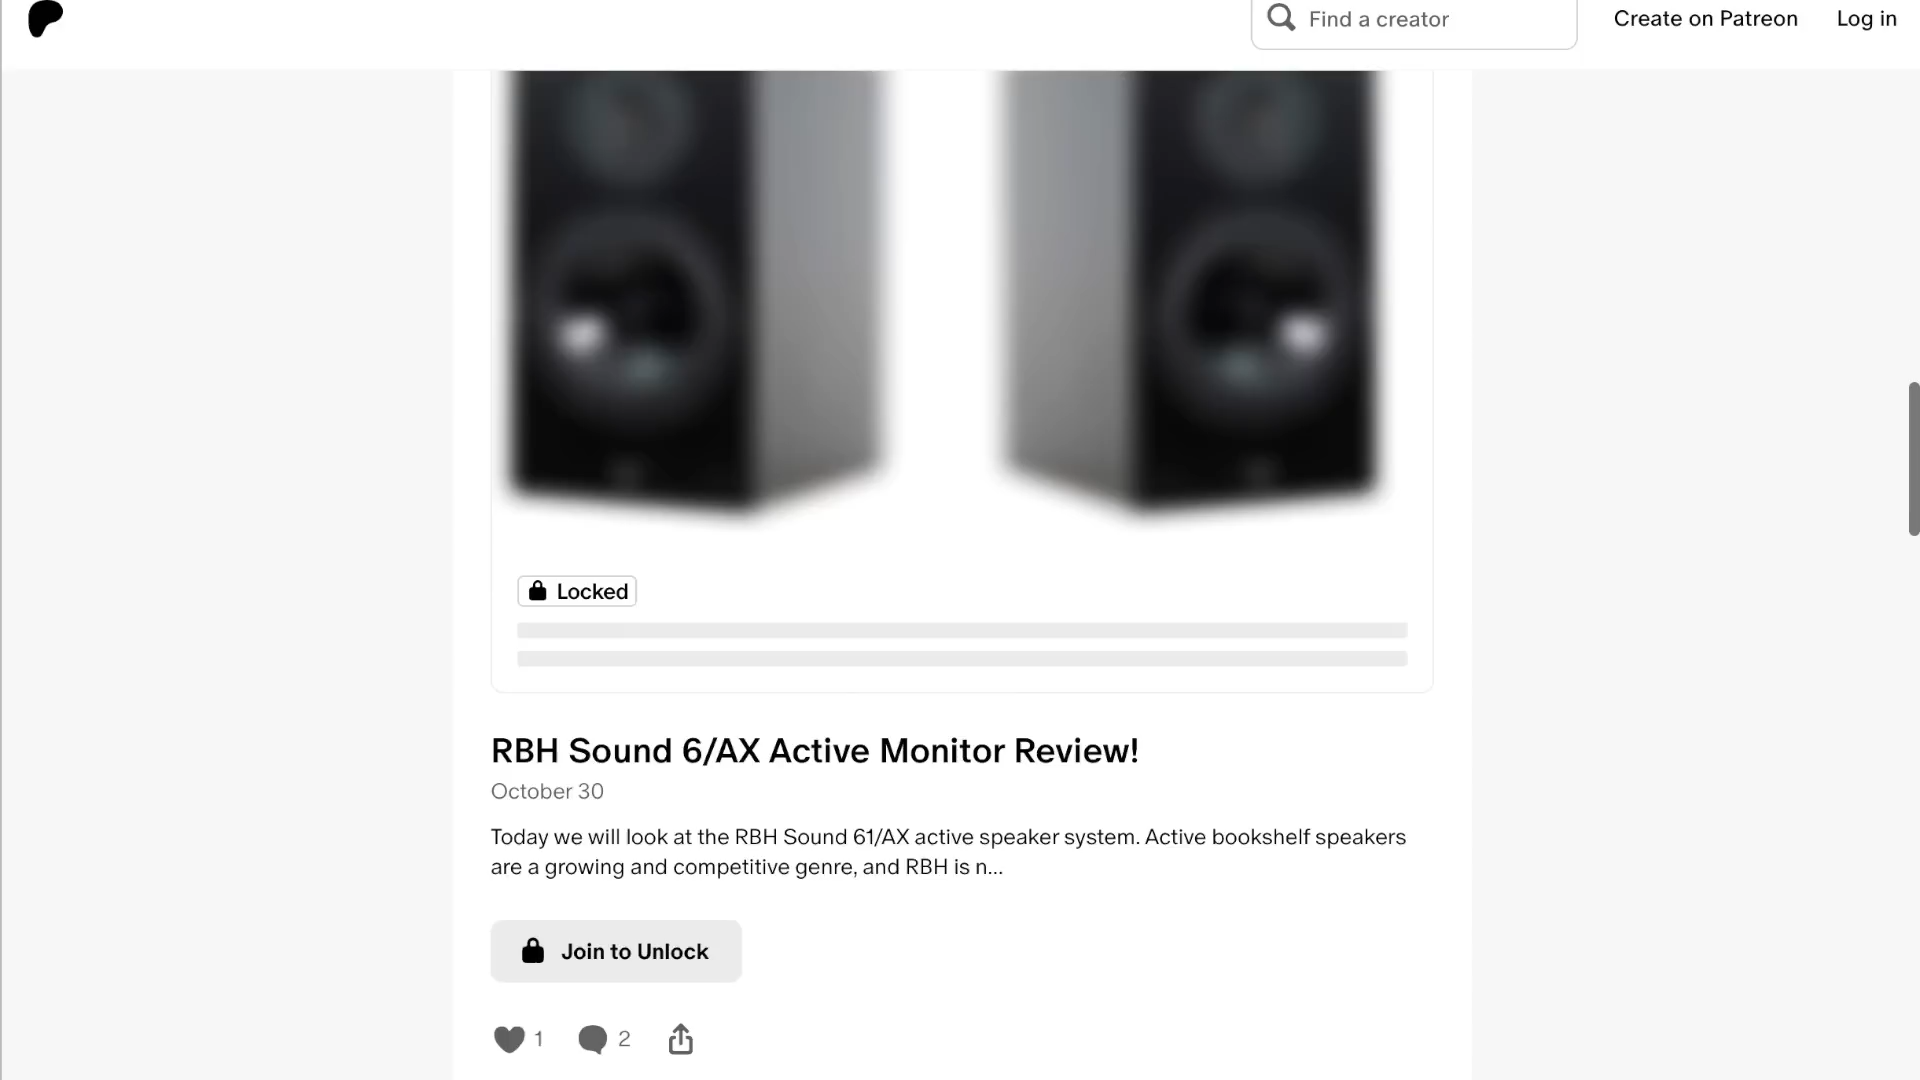 Find a creator
Create on Patreon
Log in
Locked
RBH Sound 6/AX Active Monitor Review!
October 30
Today we will look at the RBH Sound 61/AX active speaker system. Active bookshelf speakers
are a growing and competitive genre, and RBH is n...
Join to Unlock
1
2